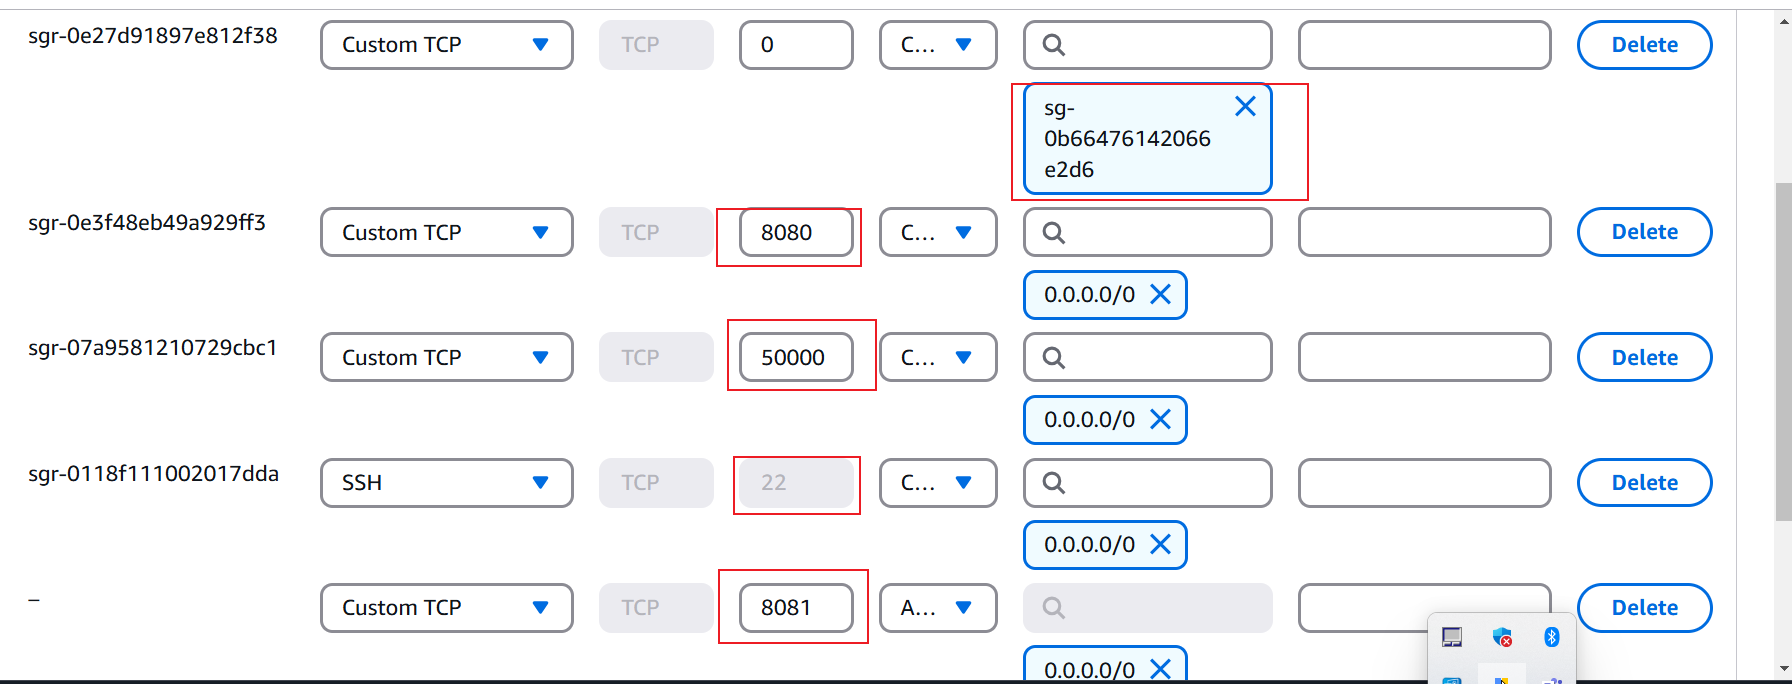 sgr-0e27d91897e812f38 Custom TCP TCP 0 C... Delete
sg-
0b66476142066
e2d6
sgr-0e3f48eb49a929ff3 Custom TCP TCP 8080 C... Delete
0.0.0.0/0
sgr-07a9581210729cbc1 Custom TCP TCP 50000 C... Delete
0.0.0.0/0
sgr-0118f111002017dda SSH TCP 22 C... Delete
0.0.0.0/0
– Custom TCP TCP 8081 A... Delete
0.0.0.0/0